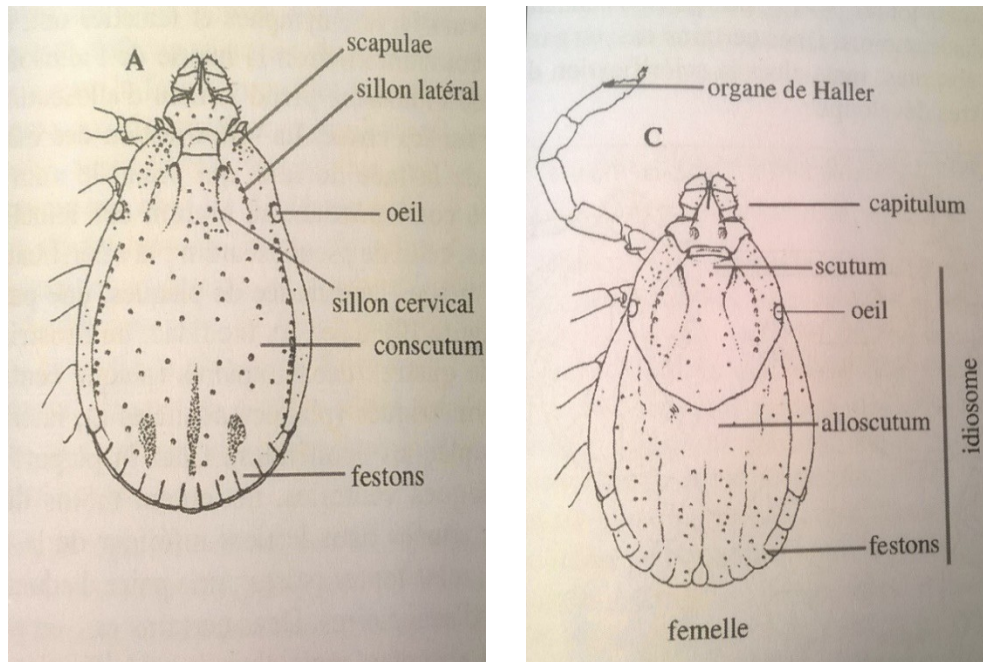 A
scapulae
sillon latéral
oeil
sillon cervical
conscutum
festons
organe de Haller
C
capitulum
scutum
oeil
alloscutum
idiosome
festons
femelle